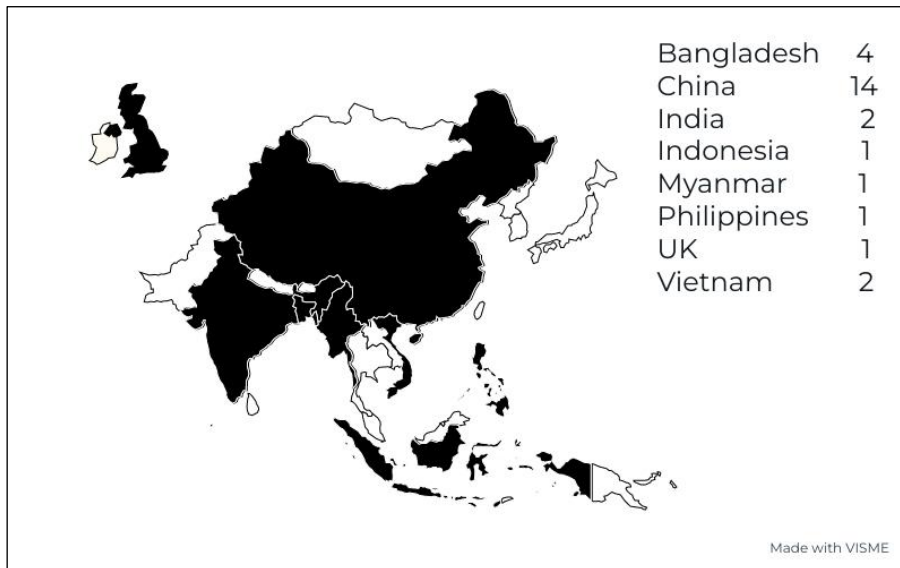 Bangladesh 4
China 14
India 2
Indonesia 1
Myanmar 1
Philippines 1
UK 1
Vietnam 2
Made with VISME